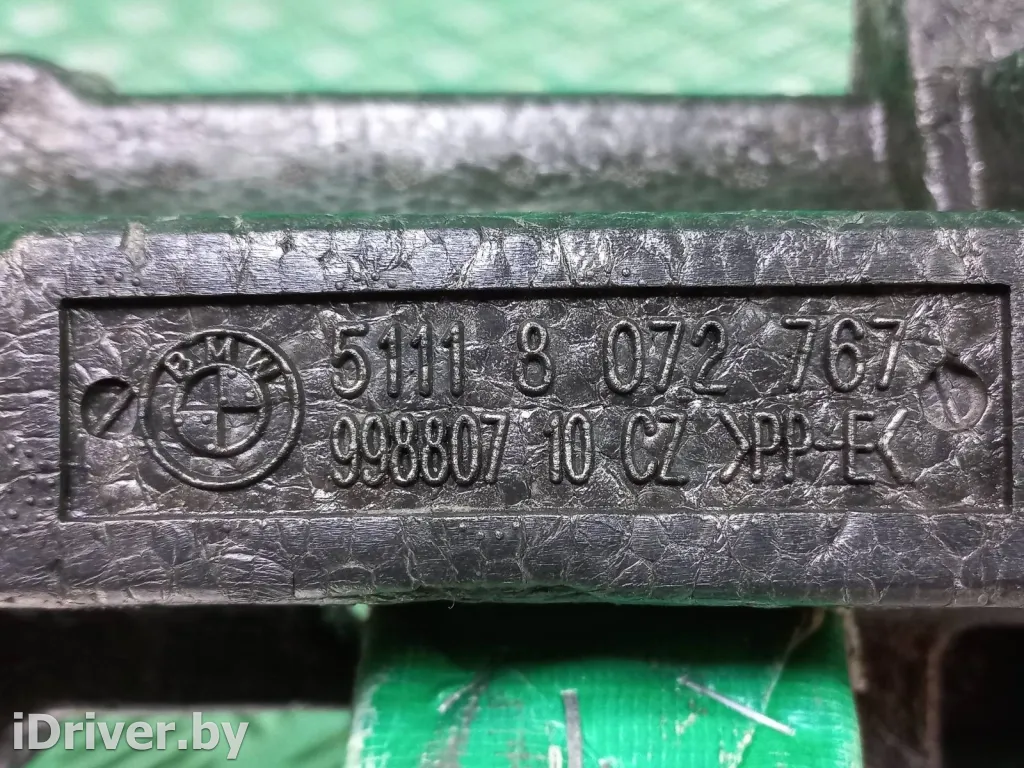 BMW
5111 8 072 767
998807 10 CZ >PP-E<
iDriver.by